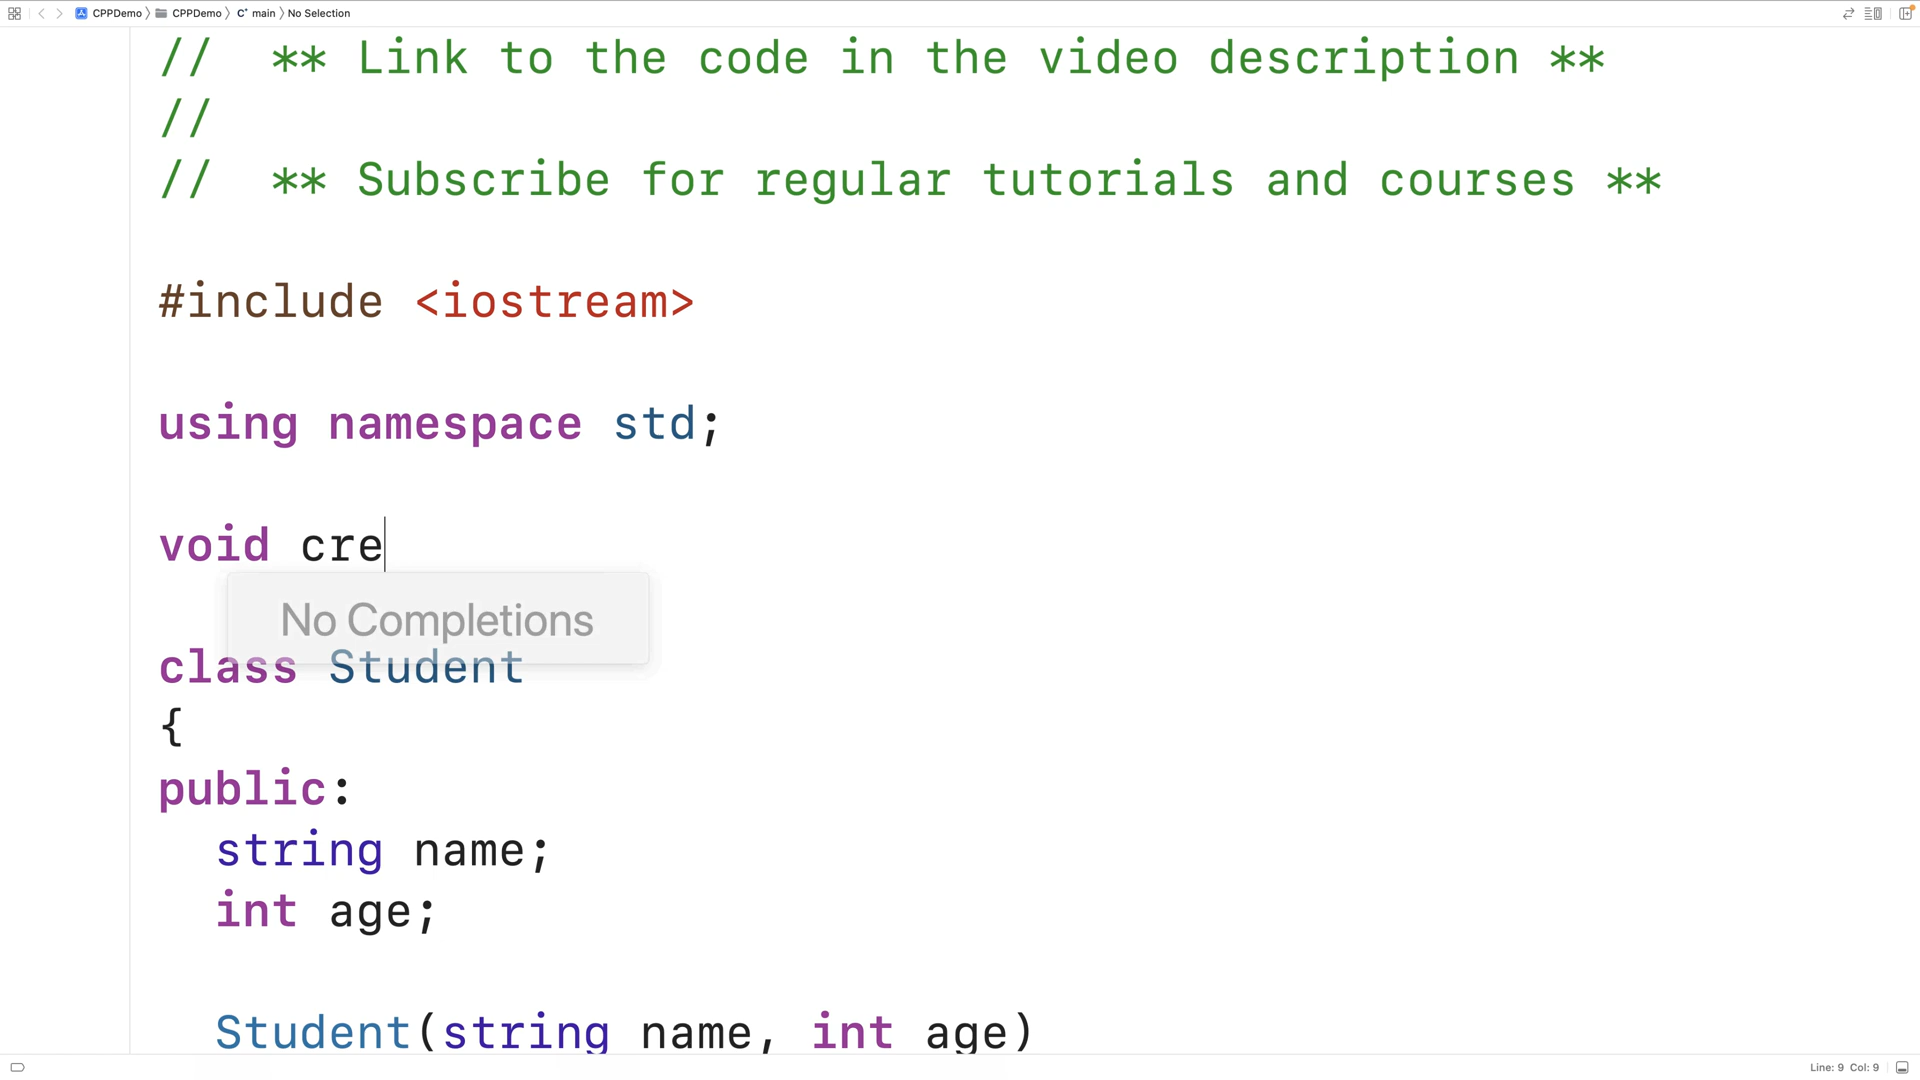 CPPDemo 〉 CPPDemo 〉 C⁺ main 〉 No Selection
//  ** Link to the code in the video description **
//
//  ** Subscribe for regular tutorials and courses **
#include <iostream>
using namespace std;
void cre
No Completions
class Student
{
public:
string name;
int age;
Student(string name, int age)
Line: 9 Col: 9